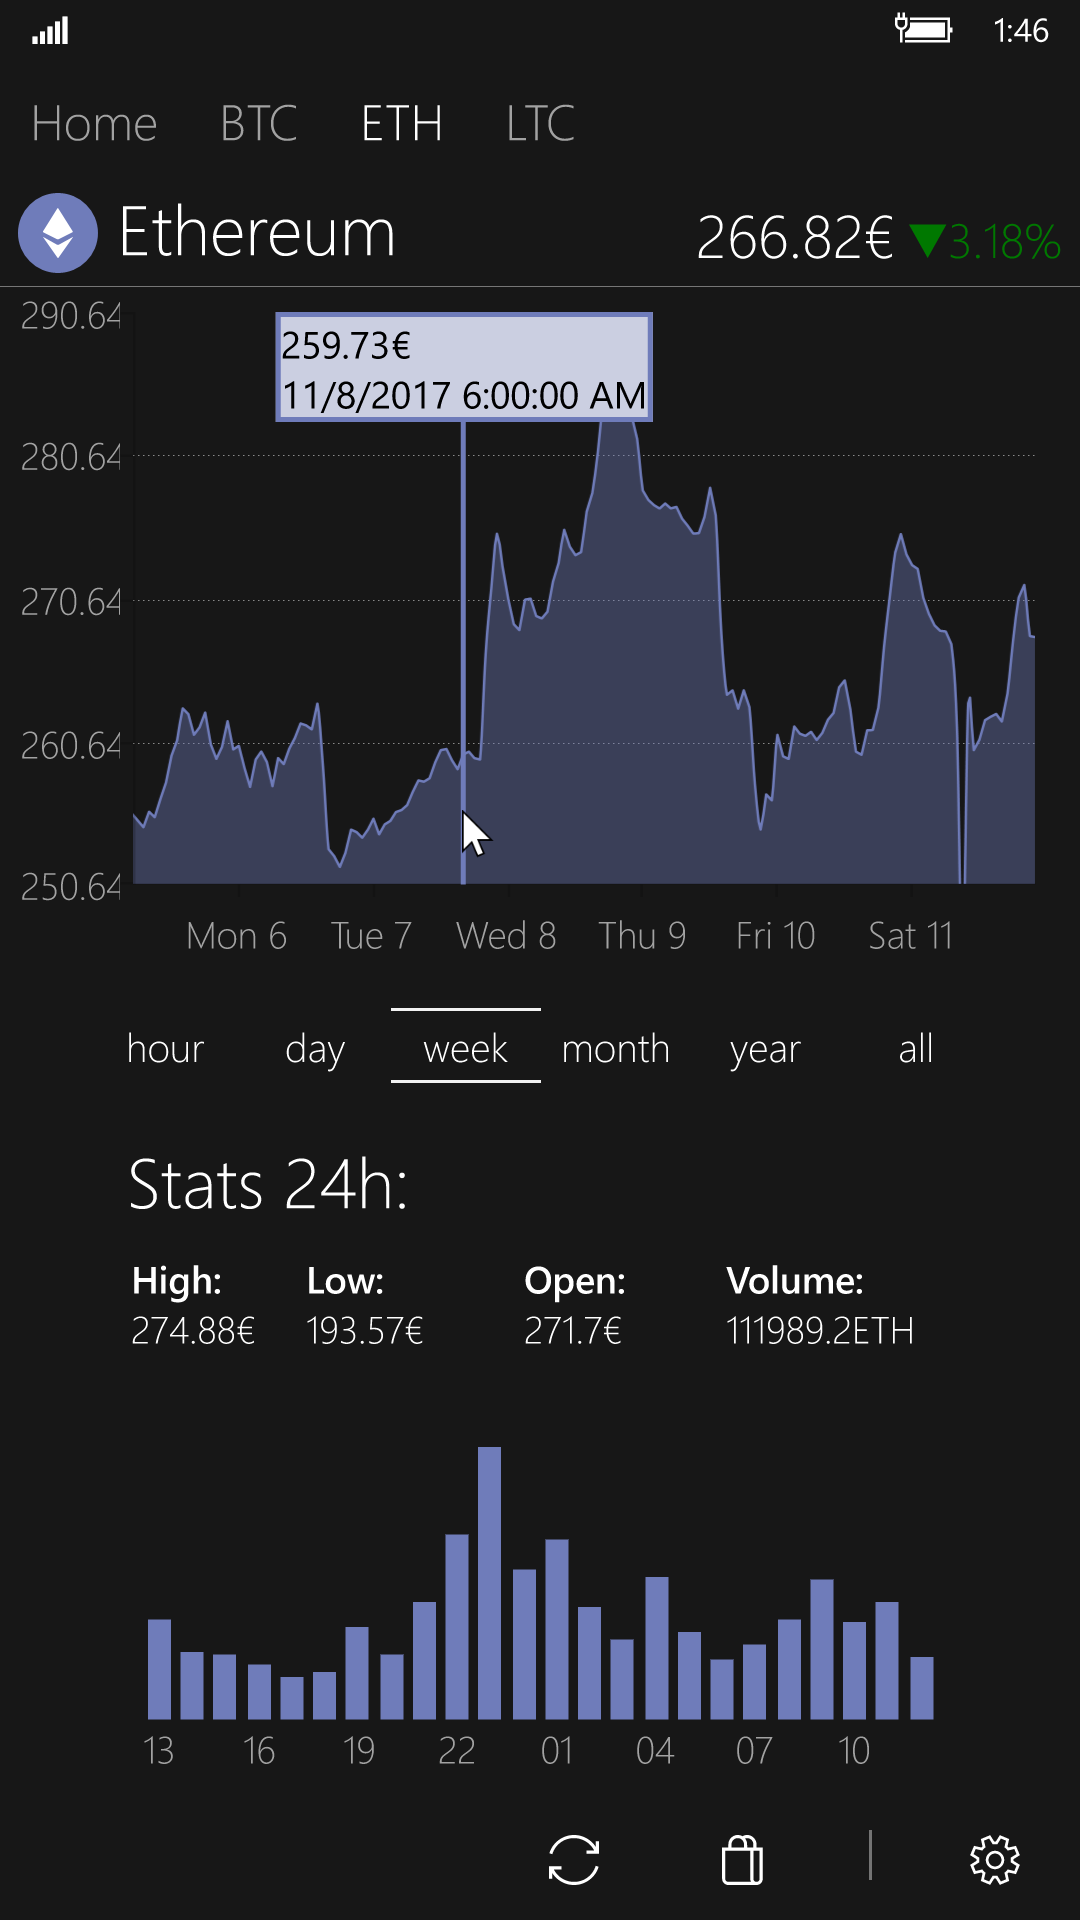 1:46
Home BTC ETH LTC
Ethereum 266.82€ ▼3.18%
290.64
259.73€
11/8/2017 6:00:00 AM
280.64
270.64
260.64
250.64
Mon 6 Tue 7 Wed 8 Thu 9 Fri 10 Sat 11
hour day week month year all
Stats 24h:
High: Low: Open: Volume:
274.88€ 193.57€ 271.7€ 111989.2ETH
13 16 19 22 01 04 07 10